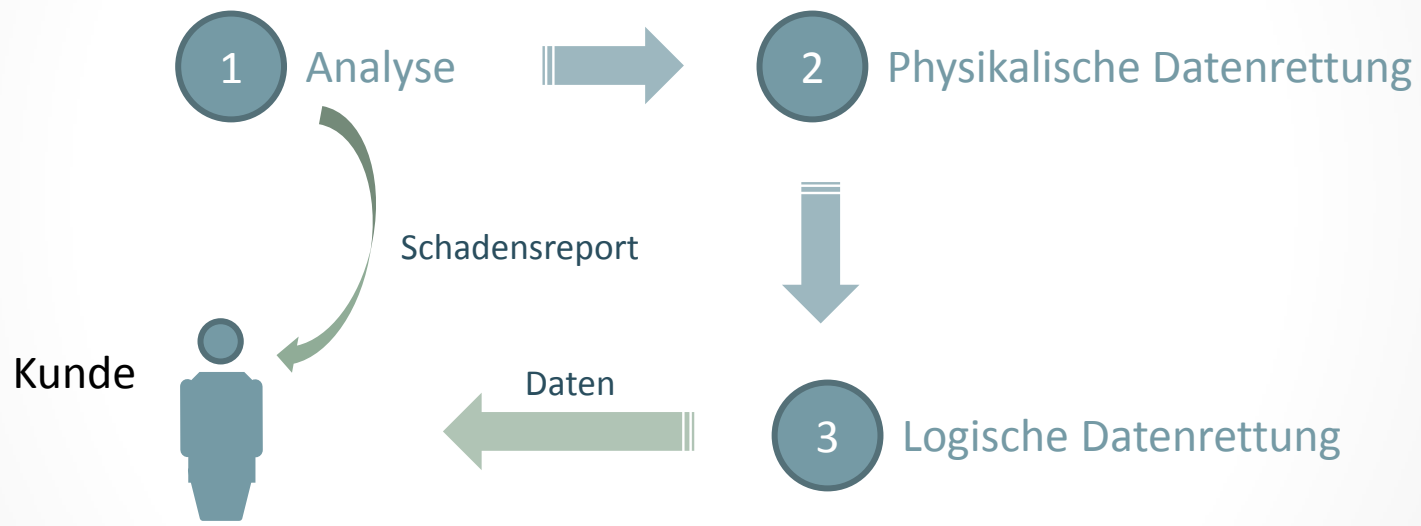 1 Analyse
2 Physikalische Datenrettung
Schadensreport
Kunde
Daten
3 Logische Datenrettung